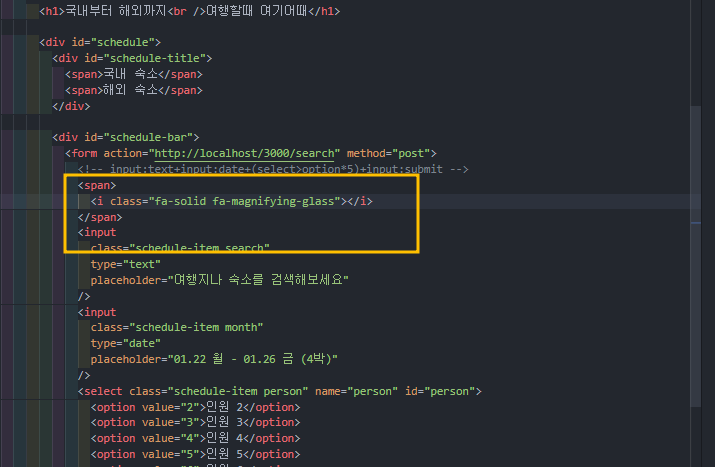 <h1>국내부터 해외까지<br />여행할때 여기어때</h1>
<div id="schedule">
<div id="schedule-title">
<span>국내 숙소</span>
<span>해외 숙소</span>
</div>
<div id="schedule-bar">
<form action="http://localhost/3000/search" method="post">
<!-- input:text+input:date+(select>option*5)+input:submit -->
<span>
<i class="fa-solid fa-magnifying-glass"></i>
</span>
<input
class="schedule-item search"
type="text"
placeholder="여행지나 숙소를 검색해보세요"
/>
<input
class="schedule-item month"
type="date"
placeholder="01.22 월 - 01.26 금 (4박)"
/>
<select class="schedule-item person" name="person" id="person">
<option value="2">인원 2</option>
<option value="3">인원 3</option>
<option value="4">인원 4</option>
<option value="5">인원 5</option>